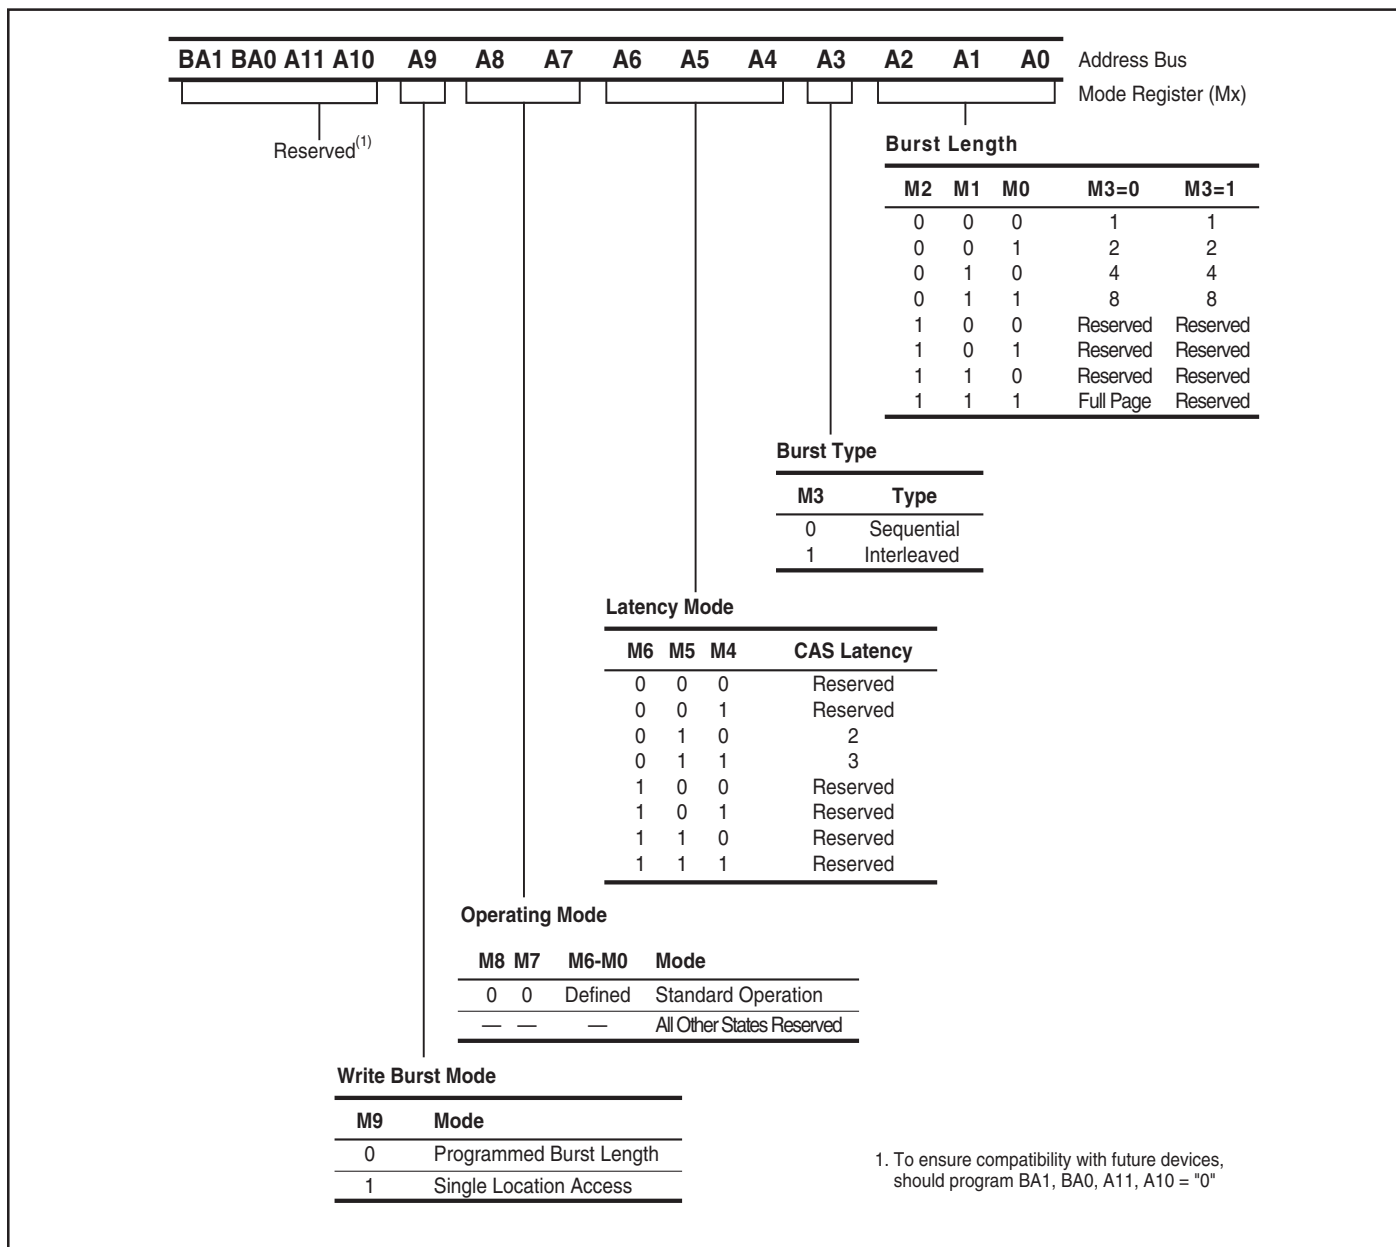 BA1 BA0 A11 A10 A9 A8 A7 A6 A5 A4 A3 A2 A1 A0 Address Bus
Mode Register (Mx)
Reserved(1)
Burst Length
M2 M1 M0 M3=0 M3=1
0 0 0 1 1
0 0 1 2 2
0 1 0 4 4
0 1 1 8 8
1 0 0 Reserved Reserved
1 0 1 Reserved Reserved
1 1 0 Reserved Reserved
1 1 1 Full Page Reserved
Burst Type
M3 Type
0 Sequential
1 Interleaved
Latency Mode
M6 M5 M4 CAS Latency
0 0 0 Reserved
0 0 1 Reserved
0 1 0 2
0 1 1 3
1 0 0 Reserved
1 0 1 Reserved
1 1 0 Reserved
1 1 1 Reserved
Operating Mode
M8 M7 M6-M0 Mode
0 0 Defined Standard Operation
— — — All Other States Reserved
Write Burst Mode
M9 Mode
0 Programmed Burst Length
1 Single Location Access
1. To ensure compatibility with future devices,
should program BA1, BA0, A11, A10 = "0"